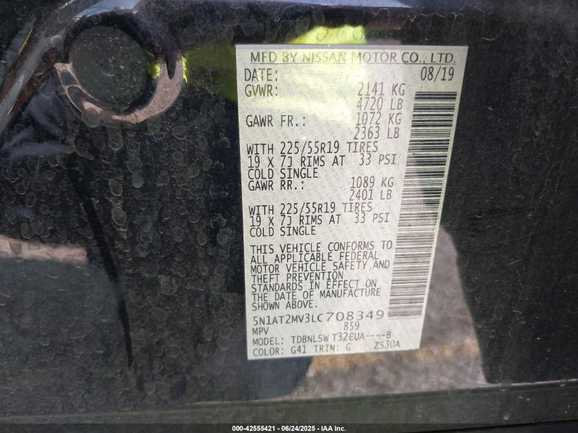 MFD BY NISSAN MOTOR CO., LTD.
DATE: 08/19
GVWR: 2141 KG
4720 LB
GAWR FR.: 1072 KG
2363 LB
WITH 225/55R19 TIRES
19 X 7J RIMS AT 33 PSI
COLD SINGLE
GAWR RR.: 1089 KG
2401 LB
WITH 225/55R19 TIRES
19 X 7J RIMS AT 33 PSI
COLD SINGLE
THIS VEHICLE CONFORMS TO
ALL APPLICABLE FEDERAL
MOTOR VEHICLE SAFETY AND
THEFT PREVENTION
STANDARDS IN EFFECT ON
THE DATE OF MANUFACTURE
SHOWN ABOVE.
5N1AT2MV3LC708349
MPV 859
MODEL: TDBNLSW T32EUA----B
COLOR: G41 TRIM: G 2S30A
000-42555421 - 06/24/2025 - IAA Inc.